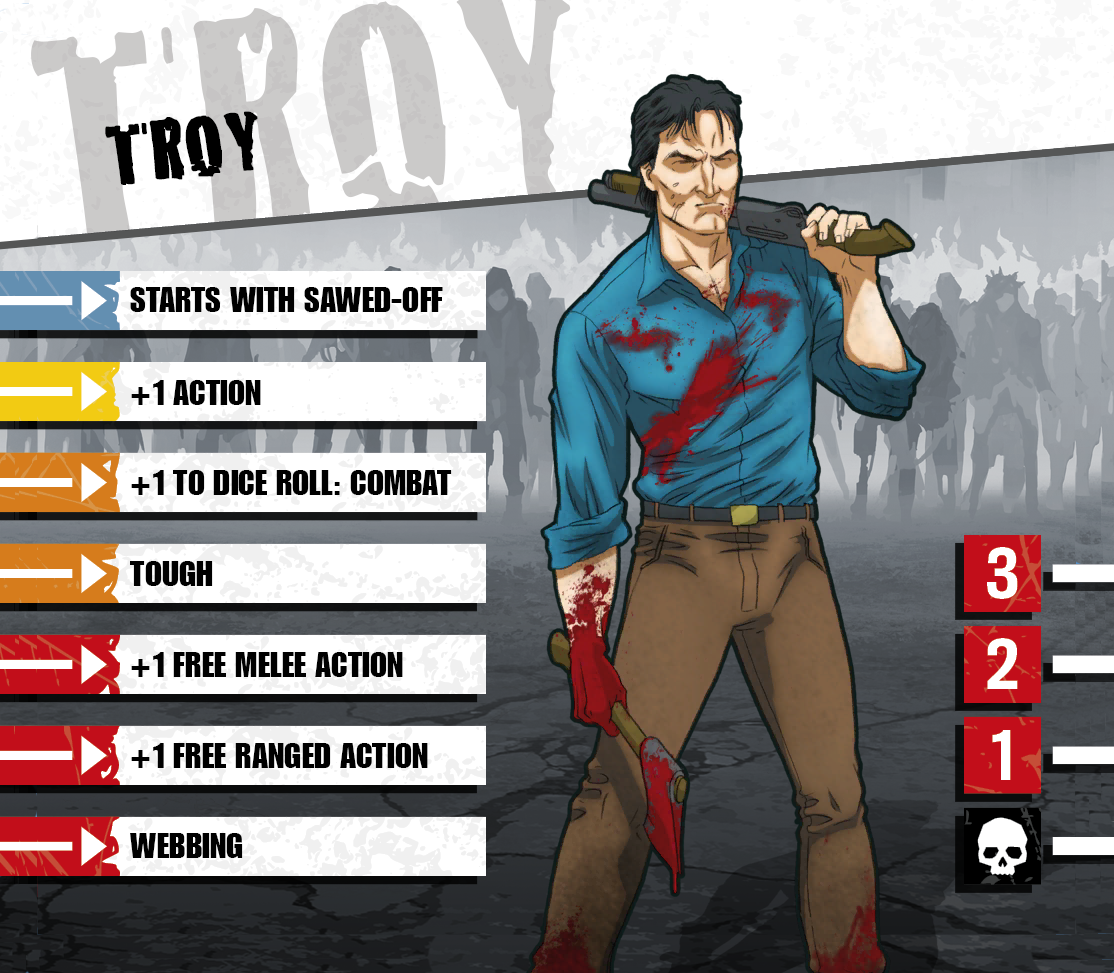 TROY
TROY
STARTS WITH SAWED-OFF
+1 ACTION
+1 TO DICE ROLL: COMBAT
TOUGH
+1 FREE MELEE ACTION
+1 FREE RANGED ACTION
WEBBING
3
2
1